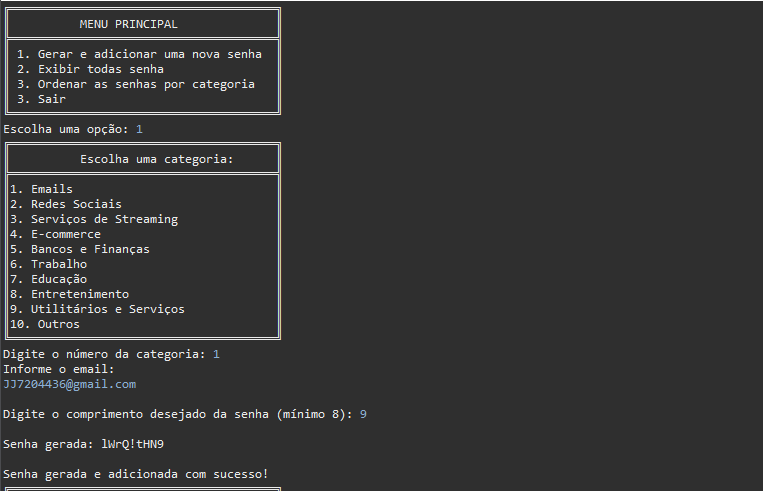 MENU PRINCIPAL
1. Gerar e adicionar uma nova senha
2. Exibir todas senha
3. Ordenar as senhas por categoria
3. Sair
Escolha uma opção: 1
Escolha uma categoria:
1. Emails
2. Redes Sociais
3. Serviços de Streaming
4. E-commerce
5. Bancos e Finanças
6. Trabalho
7. Educação
8. Entretenimento
9. Utilitários e Serviços
10. Outros
Digite o número da categoria: 1
Informe o email:
JJ7204436@gmail.com
Digite o comprimento desejado da senha (mínimo 8): 9
Senha gerada: lWrQ!tHN9
Senha gerada e adicionada com sucesso!